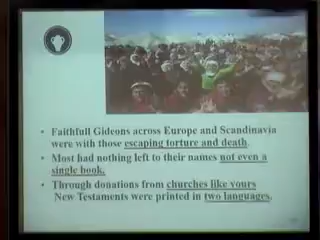 • Faithfull Gideons across Europe and Scandinavia
were with those escaping torture and death.
• Most had nothing left to their names not even a
single book.
• Through donations from churches like yours
New Testaments were printed in two languages.